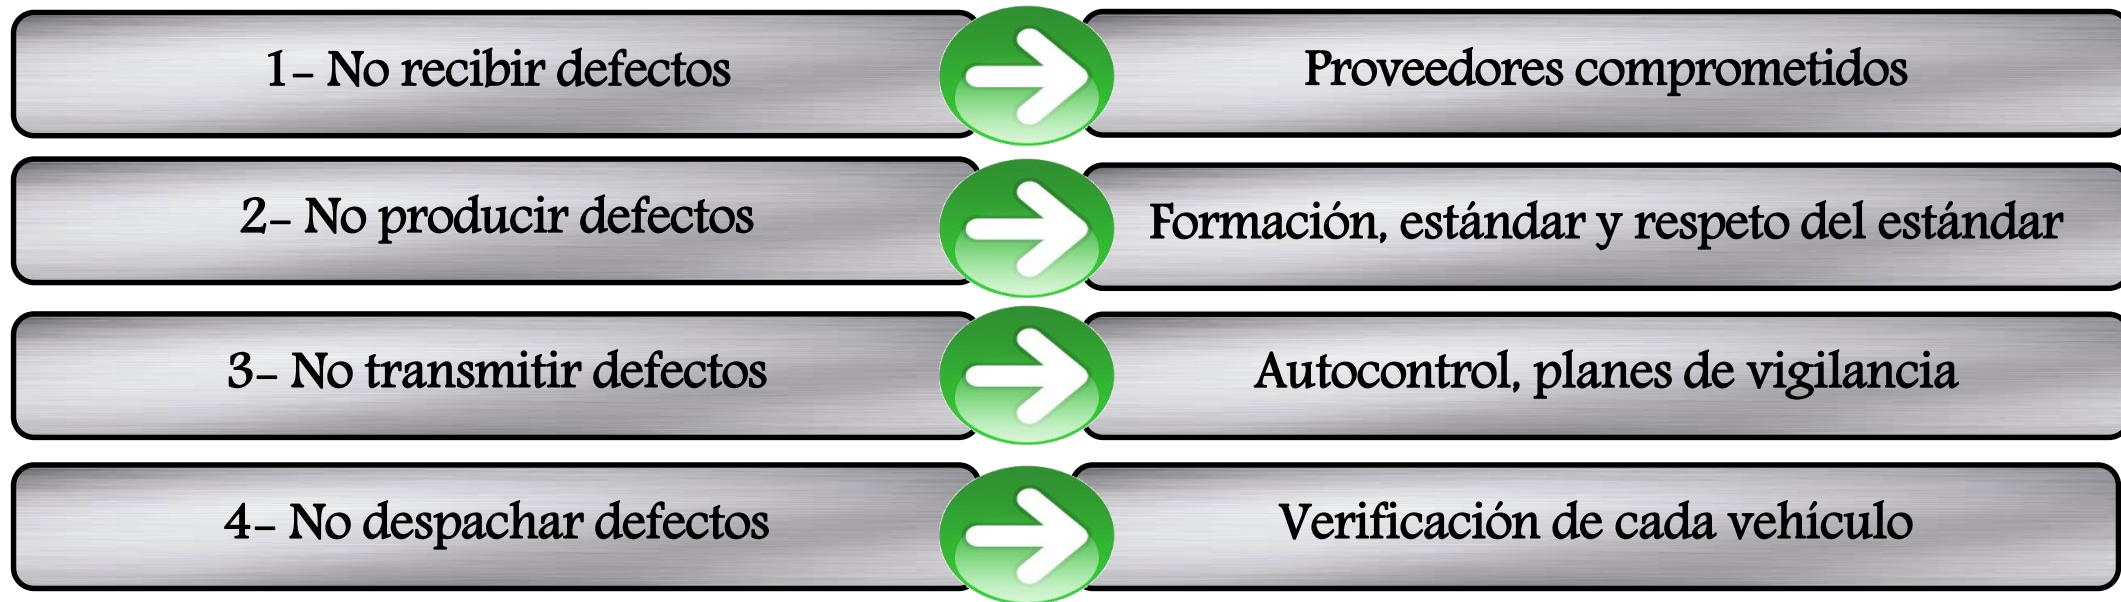 1- No recibir defectos
Proveedores comprometidos
2- No producir defectos
Formación, estándar y respeto del estándar
3- No transmitir defectos
Autocontrol, planes de vigilancia
4- No despachar defectos
Verificación de cada vehículo